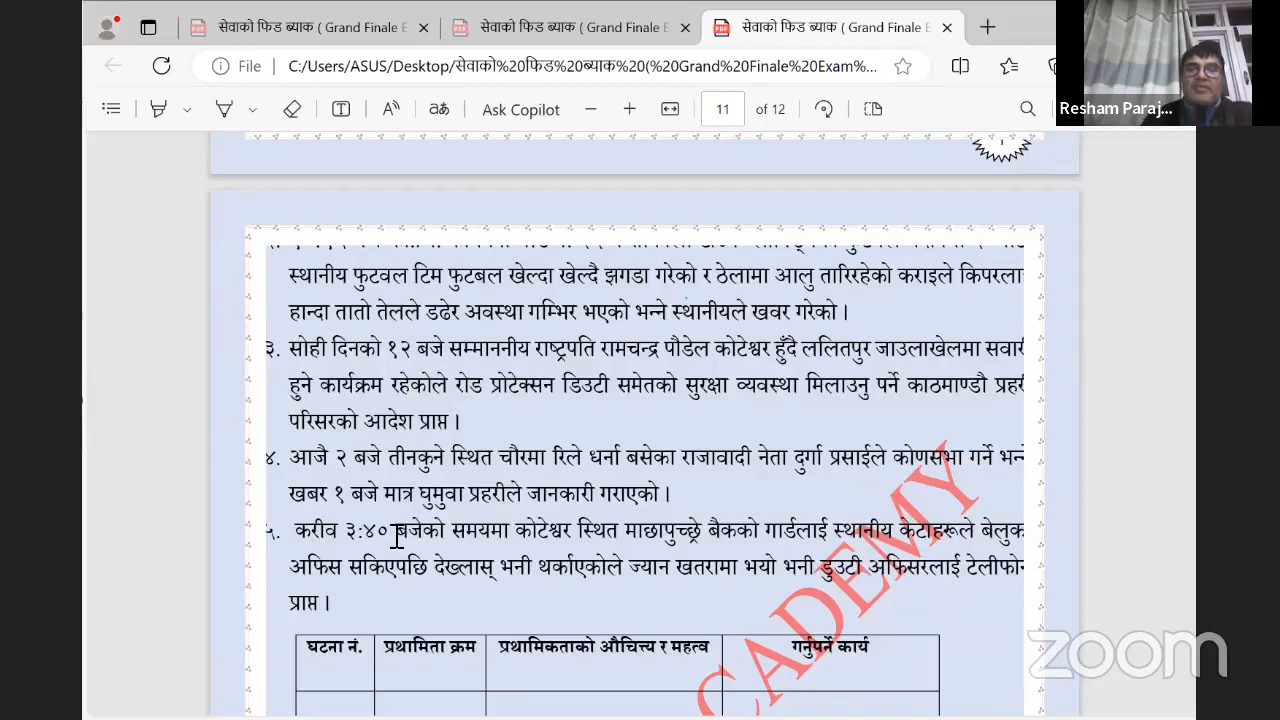 सेवाको फिड ब्याक ( Grand Finale E
सेवाको फिड ब्याक ( Grand Finale E
सेवाको फिड ब्याक ( Grand Finale E
File
C:/Users/ASUS/Desktop/सेवाको%20फिड%20ब्याक%20(%20Grand%20Finale%20Exam%...
Ask Copilot
11 of 12
Resham Paraj...
स्थानीय फुटवल टिम फुटबल खेल्दा खेल्दै झगडा गरेको र ठेलामा आलु तारिरहेको कराइले किपरला
हान्दा तातो तेलले डढेर अवस्था गम्भिर भएको भन्ने स्थानीयले खवर गरेको ।
३. सोही दिनको १२ बजे सम्माननीय राष्ट्रपति रामचन्द्र पौडेल कोटेश्वर हुँदै ललितपुर जाउलाखेलमा सवारी
हुने कार्यक्रम रहेकोले रोड प्रोटेक्सन डिउटी समेतको सुरक्षा व्यवस्था मिलाउनु पर्ने काठमाण्डौ प्रहरी
परिसरको आदेश प्राप्त ।
४. आजै २ बजे तीनकुने स्थित चौरमा रिले धर्ना बसेका राजावादी नेता दुर्गा प्रसाईले कोणसभा गर्ने भन्ने
खबर १ बजे मात्र घुमुवा प्रहरीले जानकारी गराएको ।
५. करीव ३:४० बजेको समयमा कोटेश्वर स्थित माछापुच्छ्रे बैकको गार्डलाई स्थानीय केटाहरूले बेलुका
अफिस सकिएपछि देख्लास् भनी थर्काएकोले ज्यान खतरामा भयो भनी डुउटी अफिसरलाई टेलीफोन
प्राप्त ।
घटना नं. प्रथामिता क्रम प्रथामिकताको औचित्त्य र महत्व गर्नुपर्ने कार्य
CADEMY
zoom